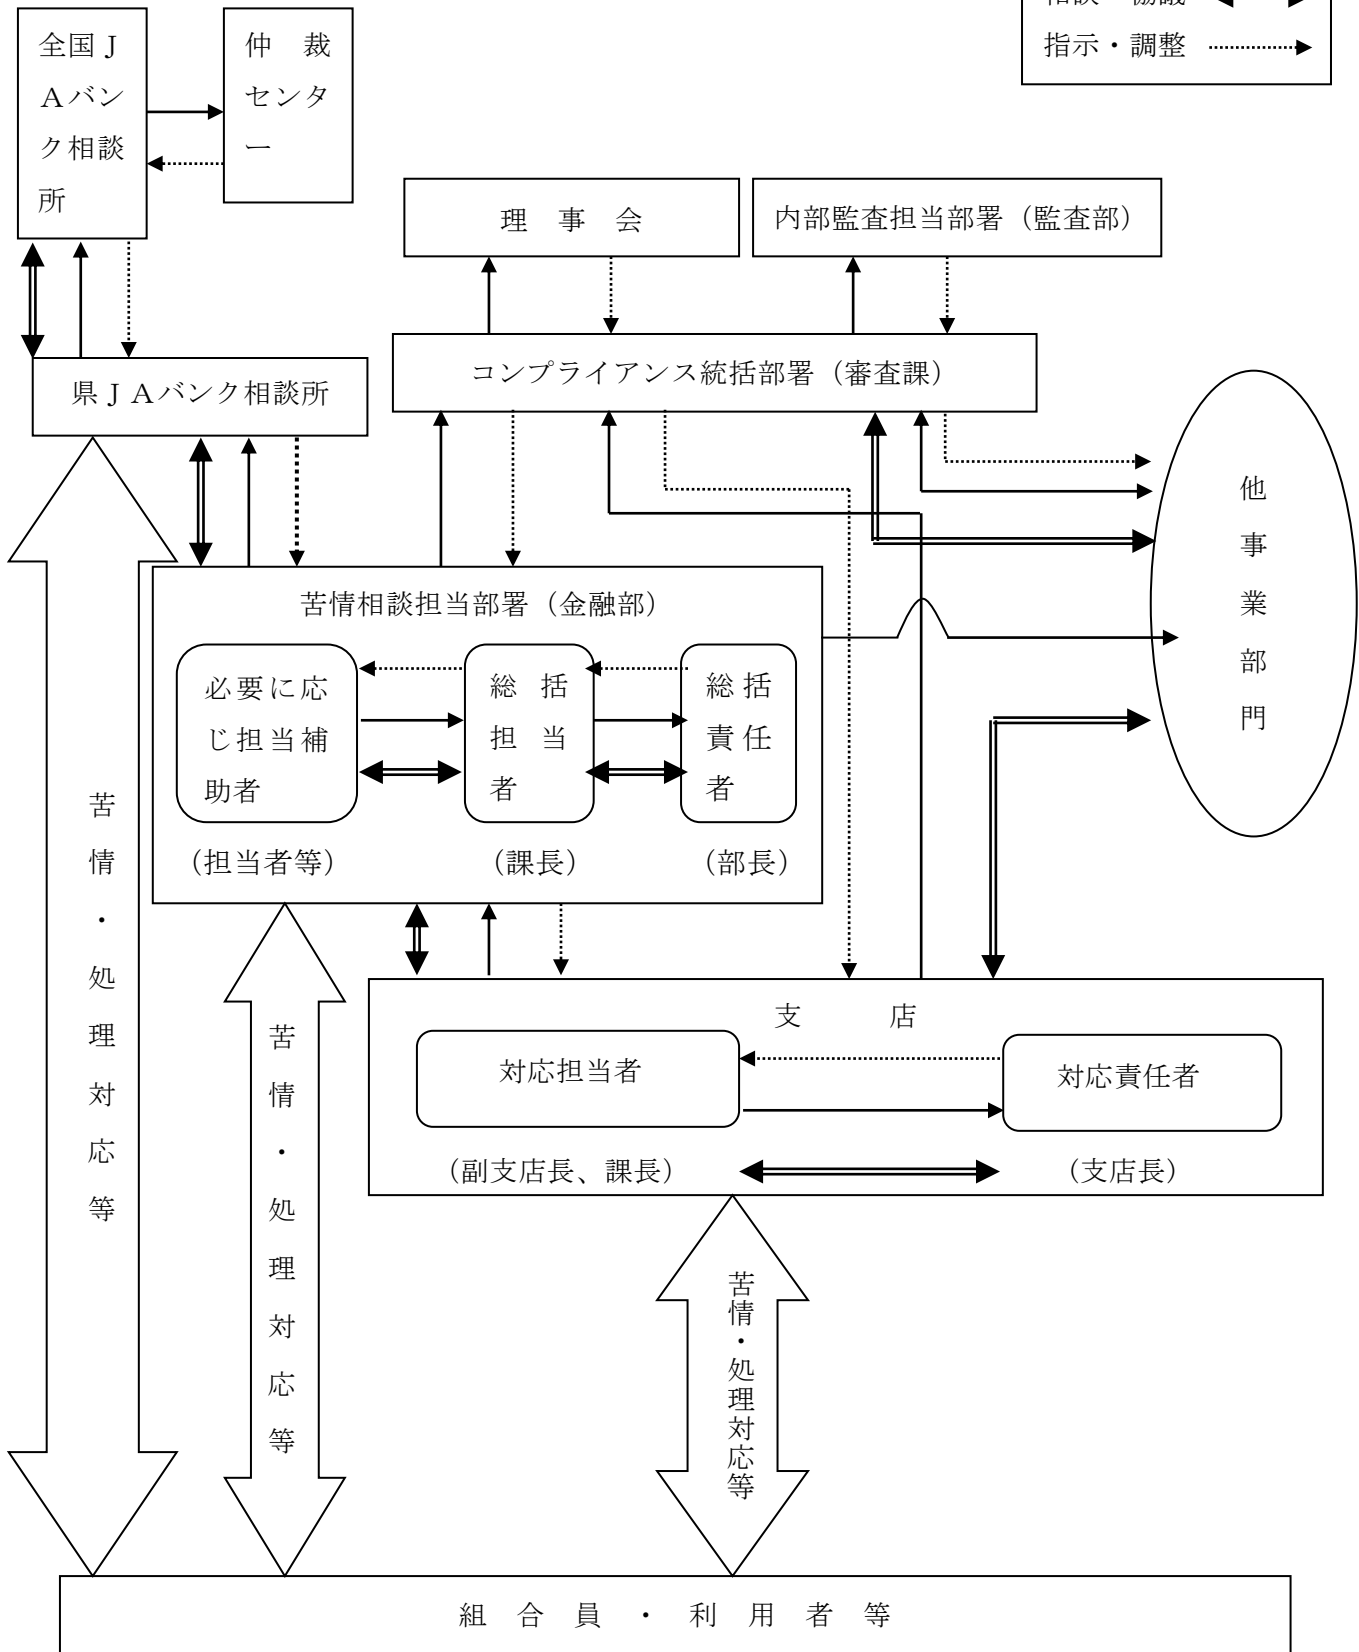 相談・協議
指示・調整
全国Ｊ
Ａバン
ク相談
所
仲　裁
センタ
ー
理　事　会
内部監査担当部署（監査部）
コンプライアンス統括部署（審査課）
県ＪＡバンク相談所
他事業部門
苦情相談担当部署（金融部）
必要に応
じ担当補
助者
総　括
担　当
者
総括
責任
者
（担当者等）
（課長）
（部長）
苦情・処理対応等
苦情・処理対応等
支　　　店
対応担当者
対応責任者
（副支店長、課長）
（支店長）
苦情・処理対応等
組　合　員　・　利　用　者　等